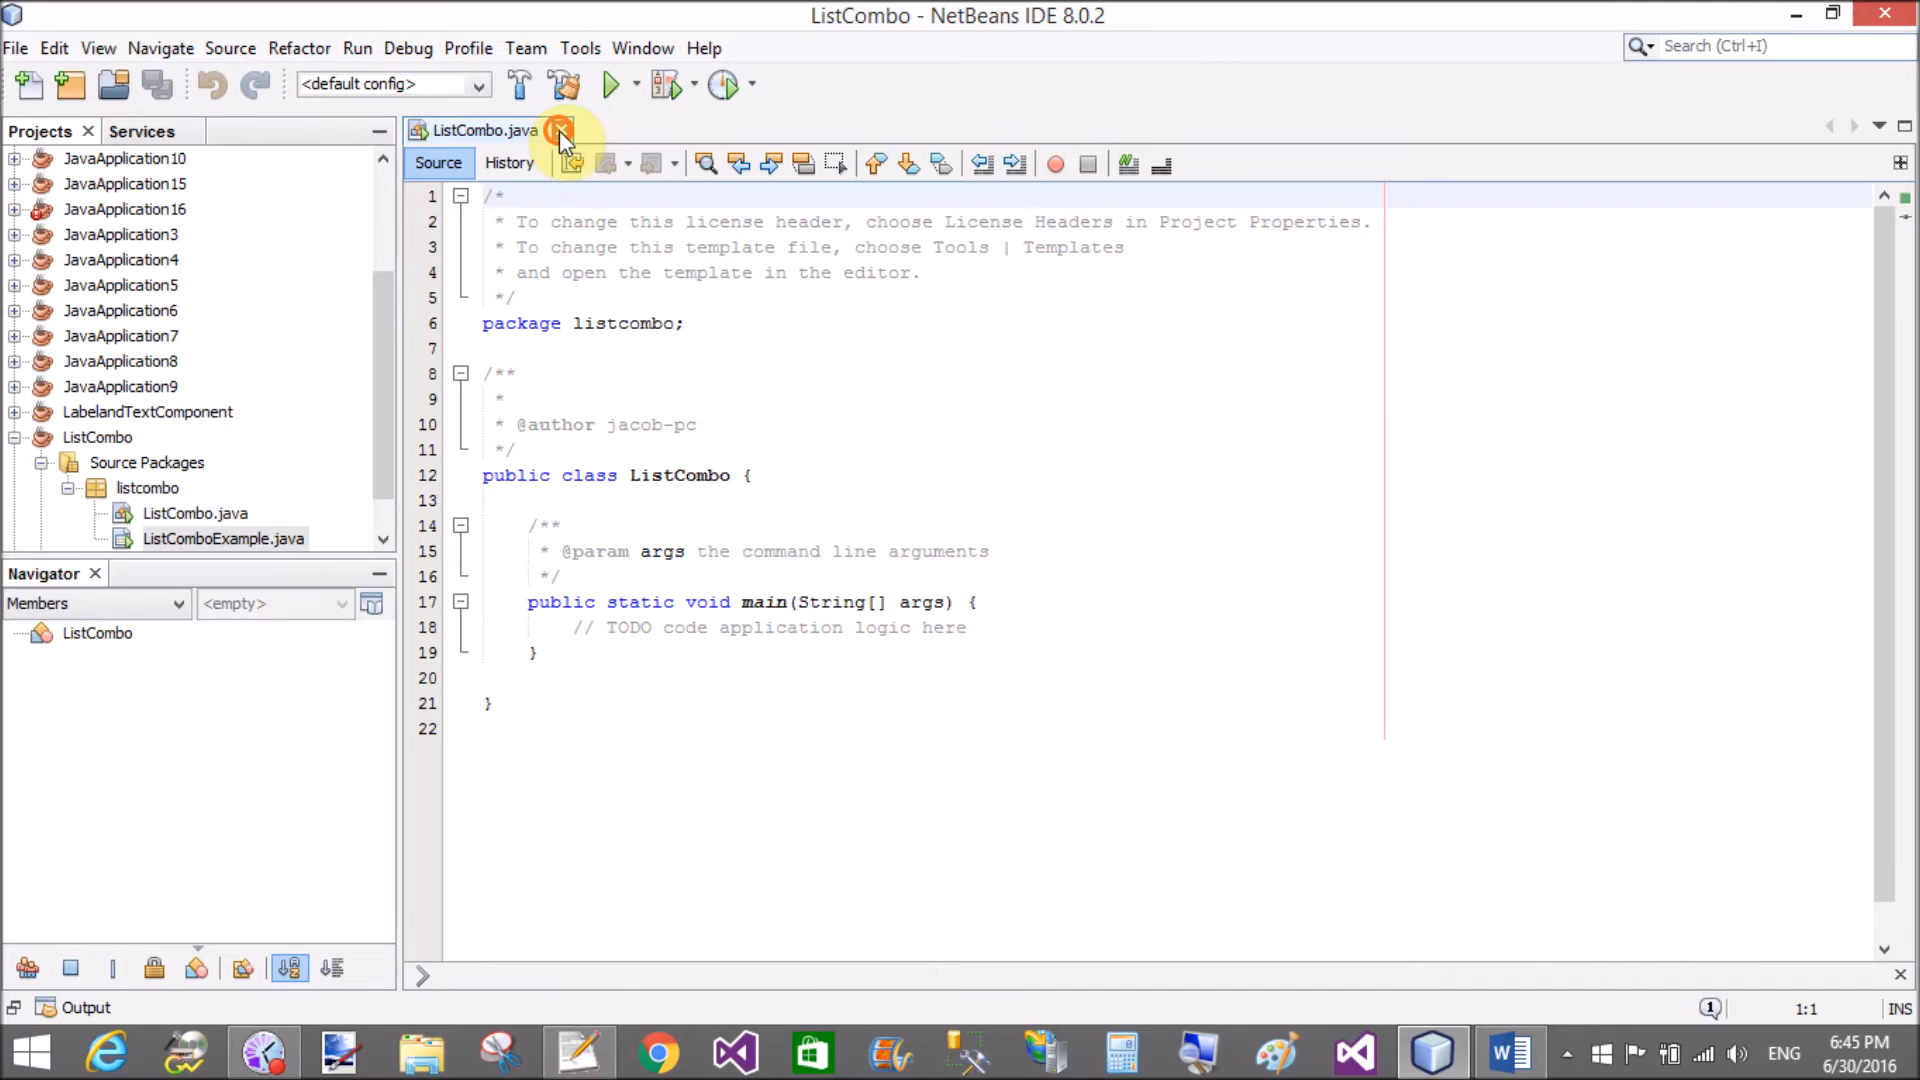 ListCombo - NetBeans IDE 8.0.2
File Edit View Navigate Source Refactor Run Debug Profile Team Tools Window Help
Search (Ctrl+I)
<default config>
Projects Services
JavaApplication10
JavaApplication15
JavaApplication16
JavaApplication3
JavaApplication4
JavaApplication5
JavaApplication6
JavaApplication7
JavaApplication8
JavaApplication9
LabelandTextComponent
ListCombo
Source Packages
listcombo
ListCombo.java
ListComboExample.java
Navigator
Members <empty>
ListCombo
ListCombo.java
Source History
1 /*
2 * To change this license header, choose License Headers in Project Properties.
3 * To change this template file, choose Tools | Templates
4 * and open the template in the editor.
5 */
6 package listcombo;
7
8 /**
9 *
10 * @author jacob-pc
11 */
12 public class ListCombo {
13
14 /**
15 * @param args the command line arguments
16 */
17 public static void main(String[] args) {
18 // TODO code application logic here
19 }
20
21 }
22
Output
1 1:1 INS
ENG
6:45 PM
6/30/2016